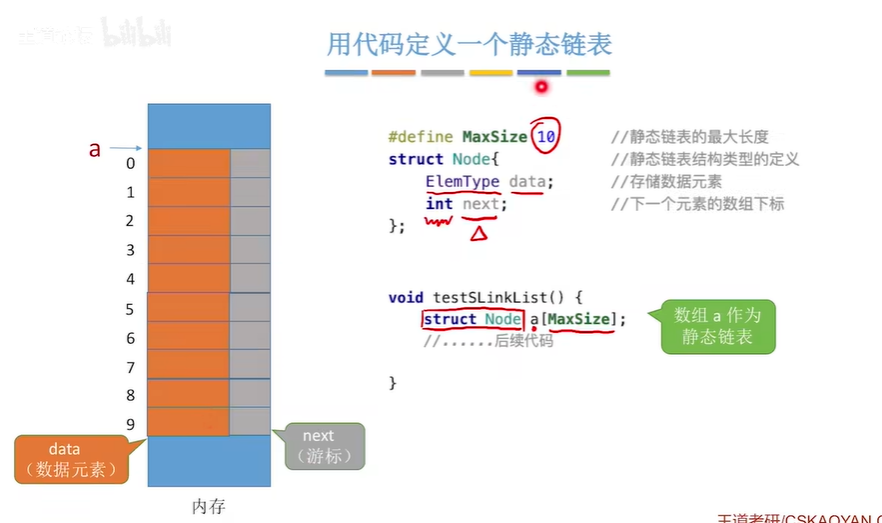 用代码定义一个静态链表
a
0
1
2
3
4
5
6
7
8
9
data
（数据元素）
next
（游标）
内存
#define MaxSize 10 //静态链表的最大长度
struct Node{ //静态链表结构类型的定义
ElemType data; //存储数据元素
int next; //下一个元素的数组下标
};
void testSLinkList() {
struct Node a[MaxSize];
//......后续代码
}
数组 a 作为
静态链表
王道考研/CSKAOYAN.C